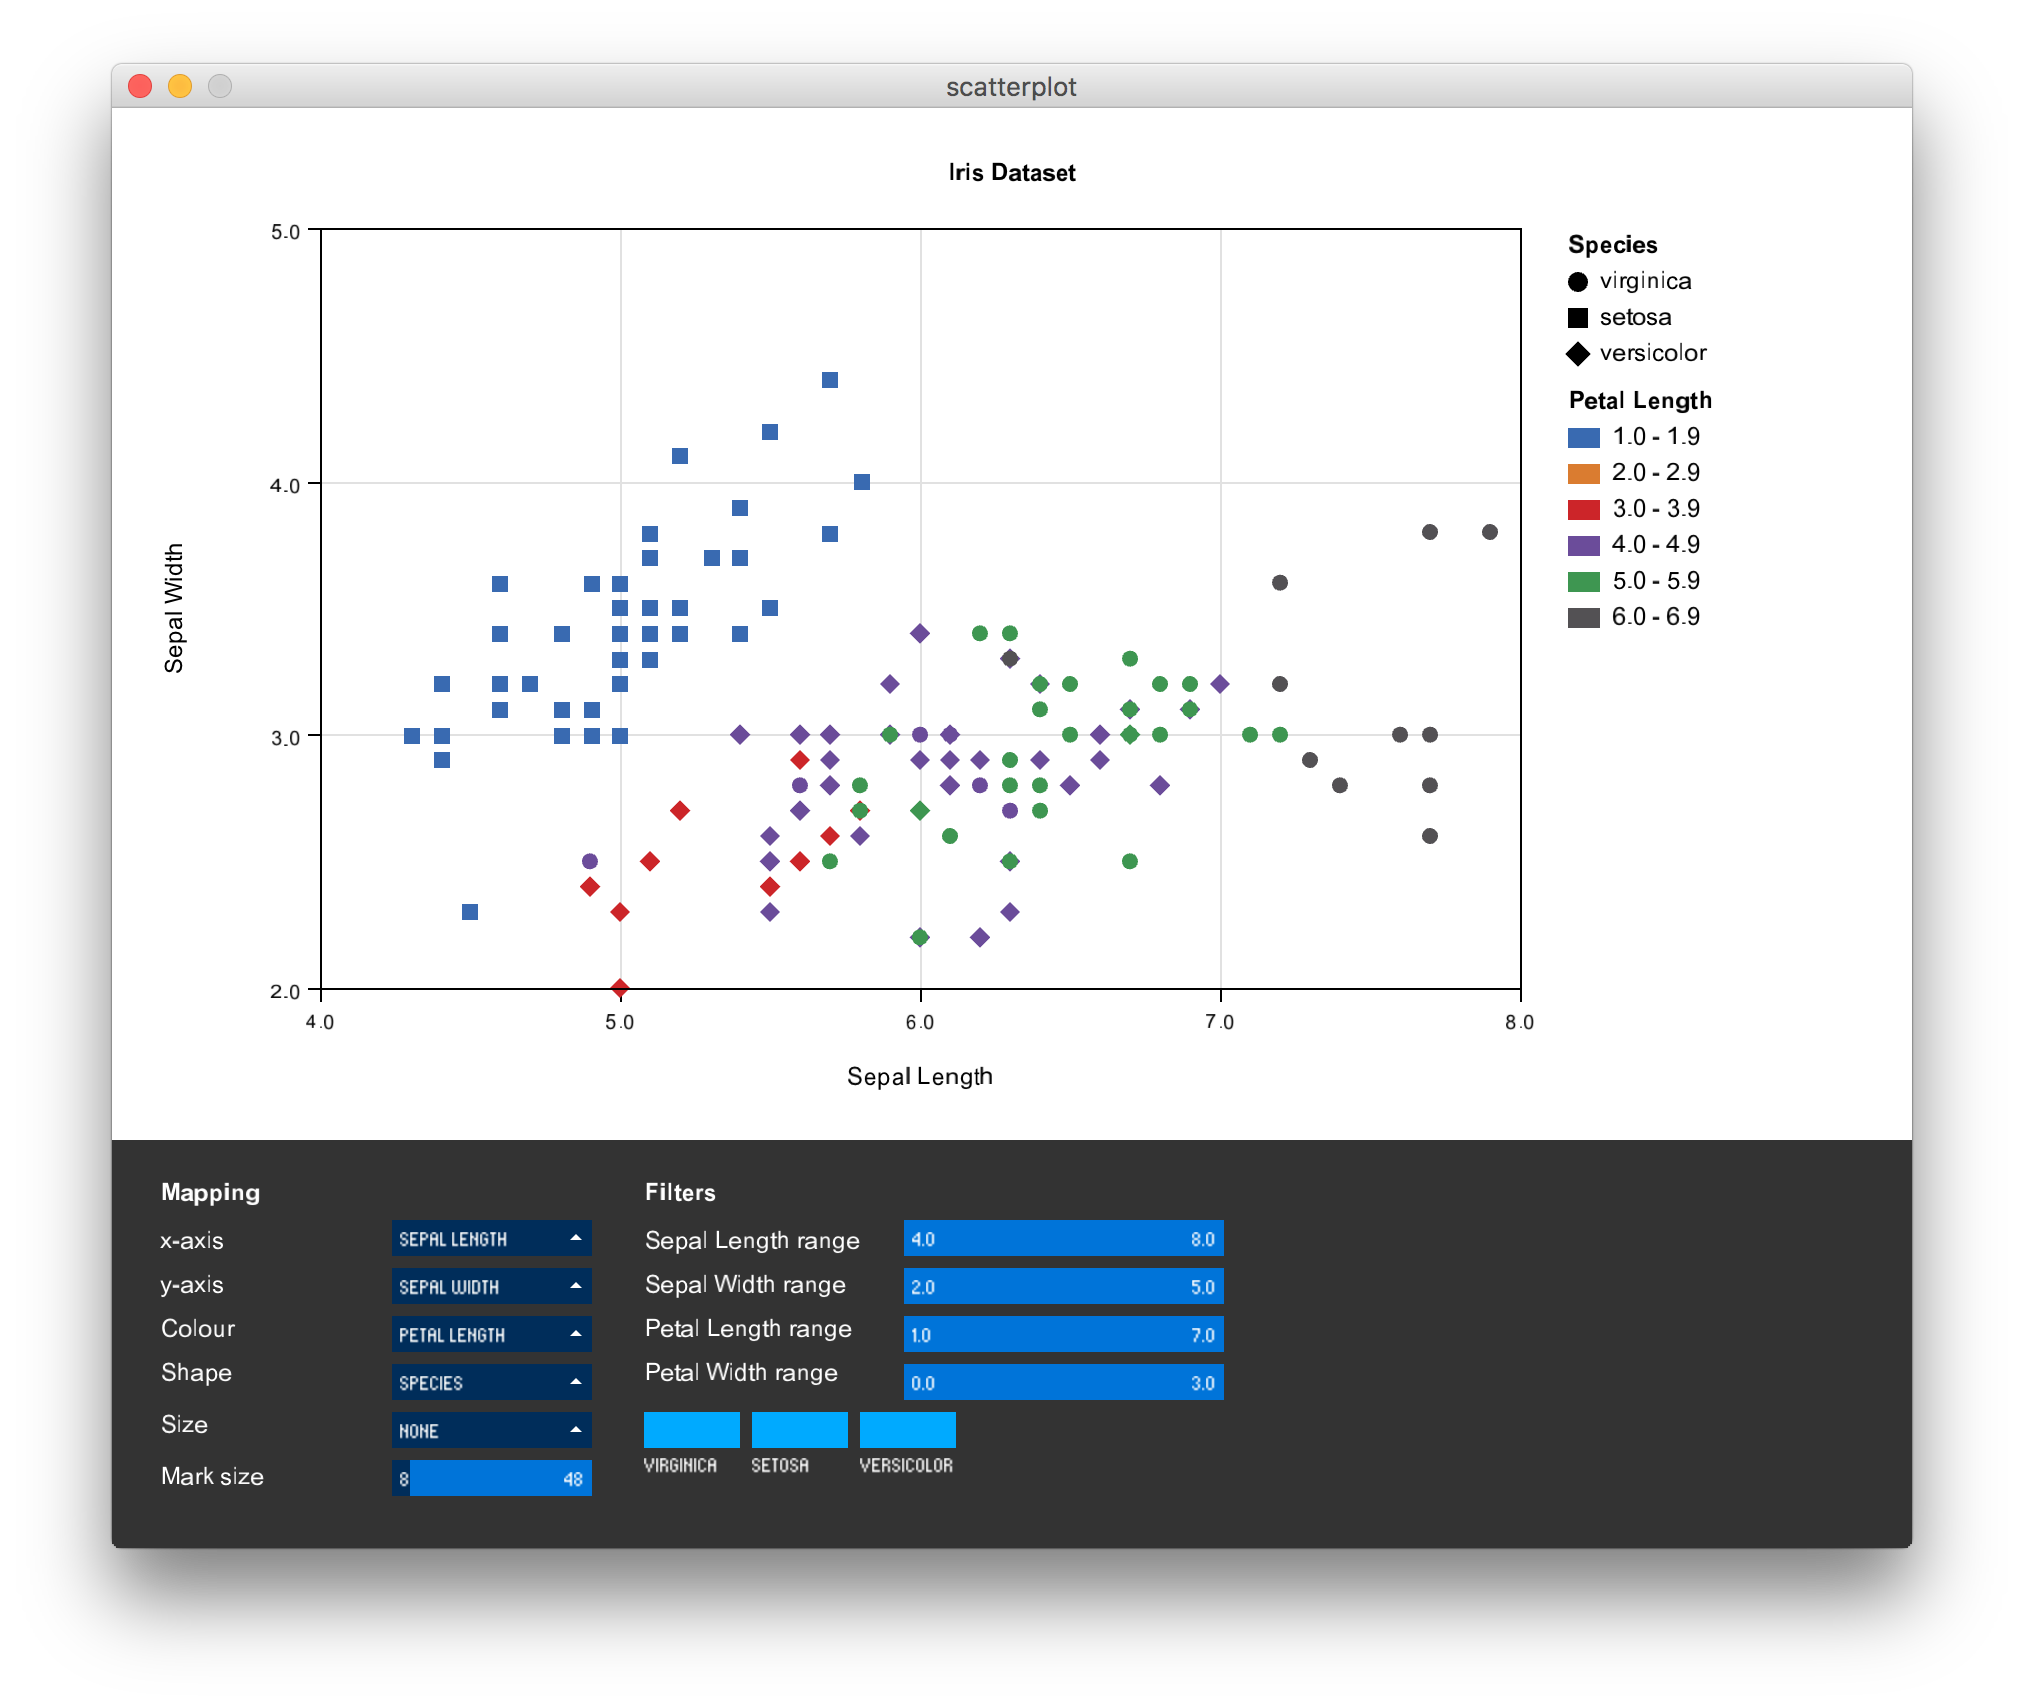 scatterplot
Iris Dataset
5.0
4.0
3.0
2.0
Sepal Width
4.0 5.0 6.0 7.0 8.0
Sepal Length
Species
virginica
setosa
versicolor
Petal Length
1.0 - 1.9
2.0 - 2.9
3.0 - 3.9
4.0 - 4.9
5.0 - 5.9
6.0 - 6.9
Mapping
x-axis SEPAL LENGTH
y-axis SEPAL WIDTH
Colour PETAL LENGTH
Shape SPECIES
Size NONE
Mark size 8 48
Filters
Sepal Length range 4.0 8.0
Sepal Width range 2.0 5.0
Petal Length range 1.0 7.0
Petal Width range 0.0 3.0
VIRGINICA SETOSA VERSICOLOR